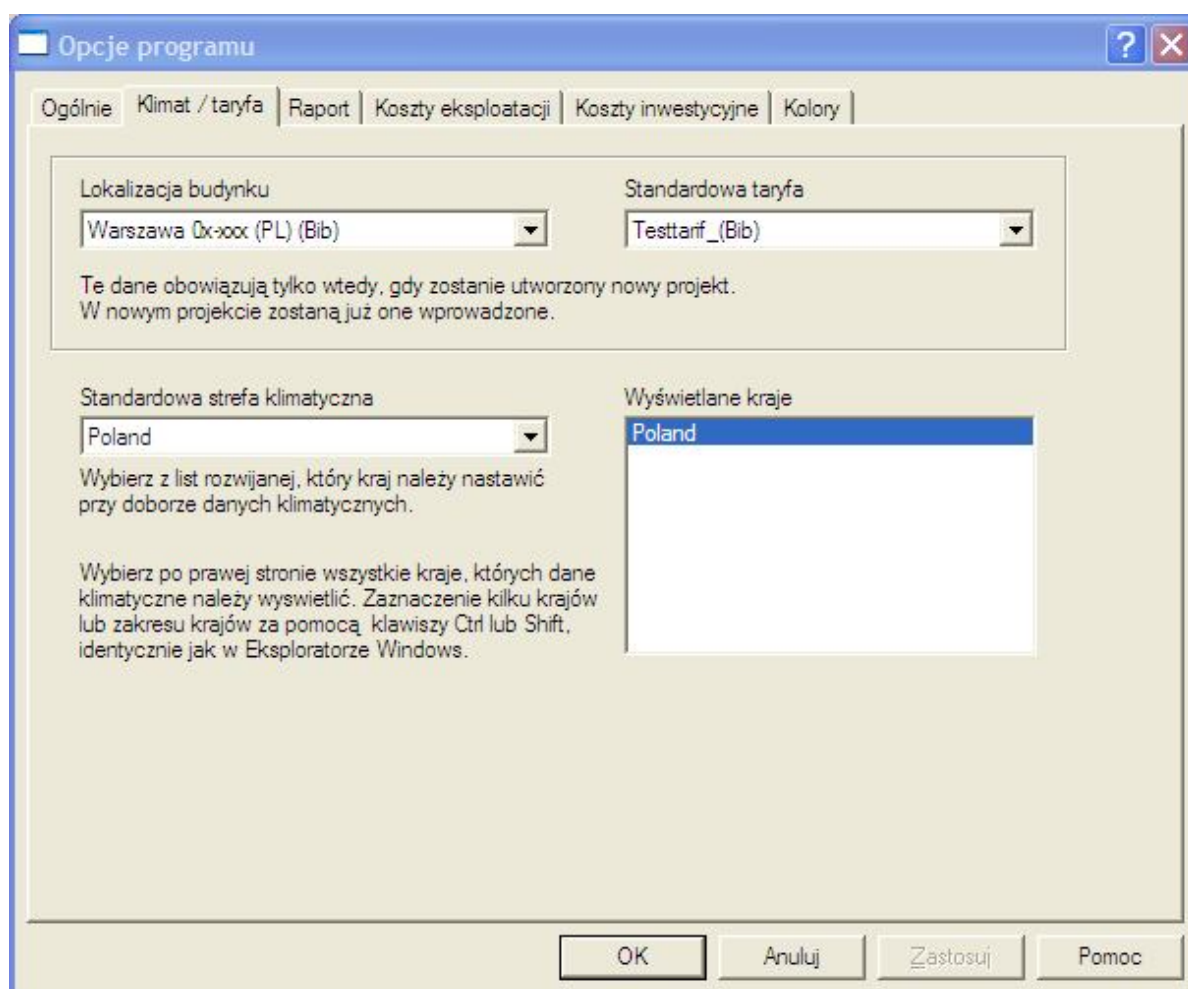 Opcje programu
Ogólnie Klimat / taryfa Raport Koszty eksploatacji Koszty inwestycyjne Kolory
Lokalizacja budynku
Warszawa 0x-xxx (PL) (Bib)
Standardowa taryfa
Testtarif_(Bib)
Te dane obowiązują tylko wtedy, gdy zostanie utworzony nowy projekt.
W nowym projekcie zostaną już one wprowadzone.
Standardowa strefa klimatyczna
Poland
Wybierz z list rozwijanej, który kraj należy nastawić
przy doborze danych klimatycznych.
Wybierz po prawej stronie wszystkie kraje, których dane
klimatyczne należy wyswietlić. Zaznaczenie kilku krajów
lub zakresu krajów za pomocą klawiszy Ctrl lub Shift,
identycznie jak w Eksploratorze Windows.
Wyświetlane kraje
Poland
OK Anuluj Zastosuj Pomoc